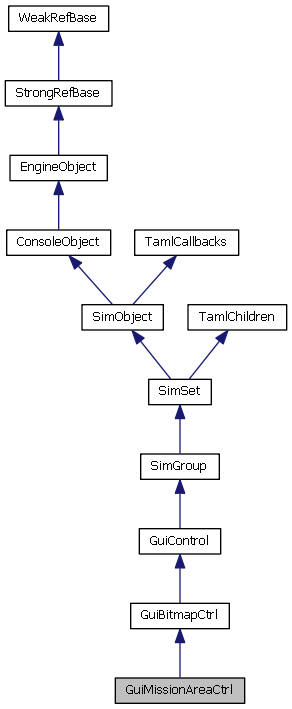 WeakRefBase
StrongRefBase
EngineObject
ConsoleObject
TamlCallbacks
SimObject
TamlChildren
SimSet
SimGroup
GuiControl
GuiBitmapCtrl
GuiMissionAreaCtrl